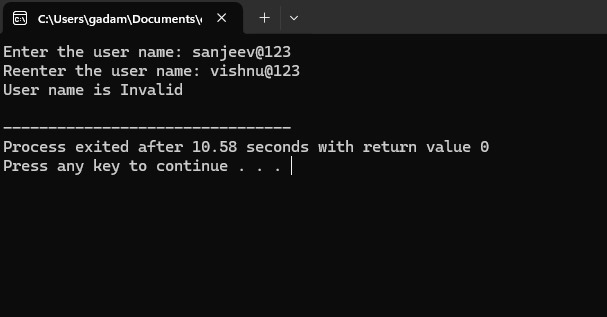 C:\Users\gadam\Documents\c
Enter the user name: sanjeev@123
Reenter the user name: vishnu@123
User name is Invalid
--------------------------------
Process exited after 10.58 seconds with return value 0
Press any key to continue . . .